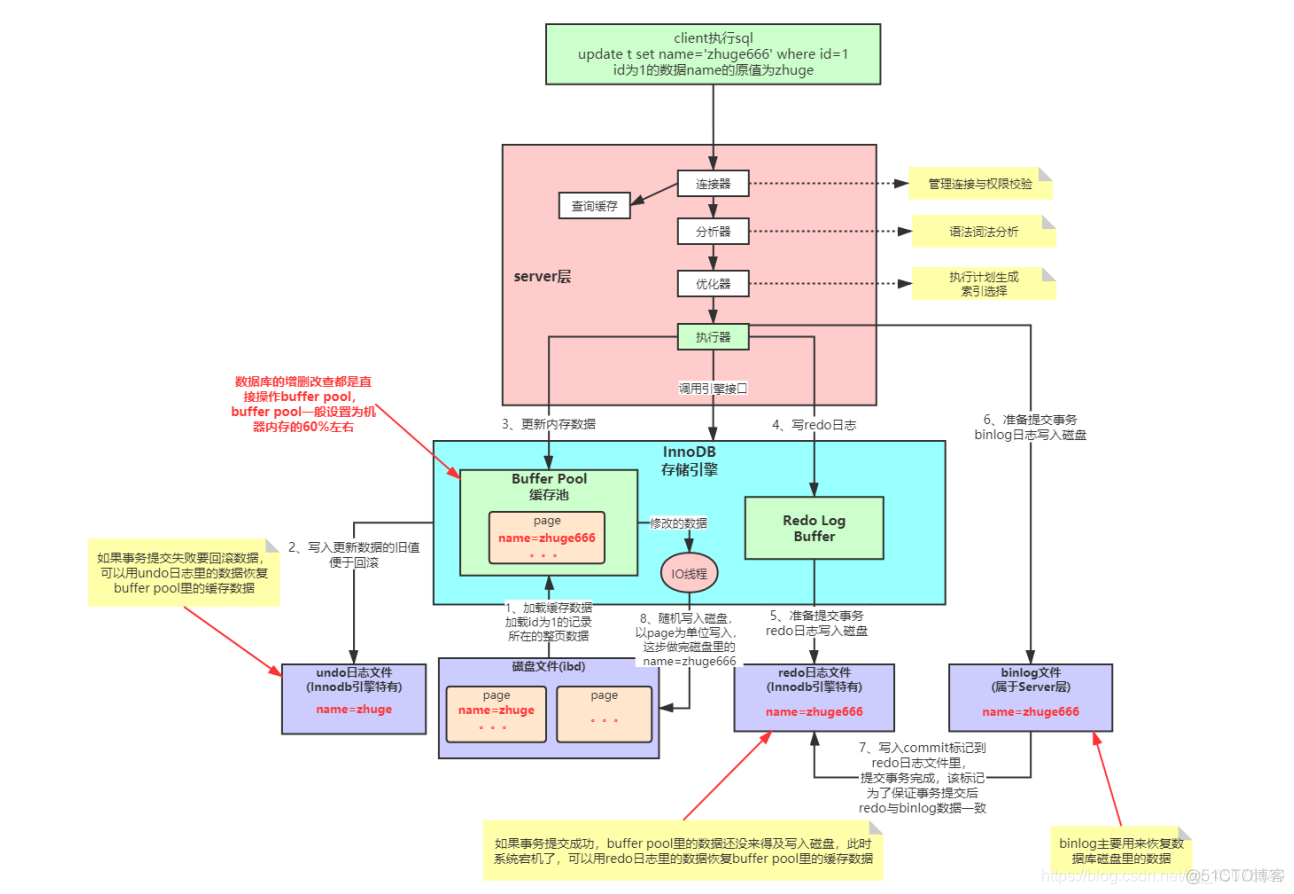 client执行sql
update t set name='zhuge666' where id=1
id为1的数据name的原值为zhuge
连接器
管理连接与权限校验
查询缓存
分析器
语法词法分析
server层
优化器
执行计划生成
索引选择
执行器
数据库的增删改查都是直
接操作buffer pool，
buffer pool一般设置为机
器内存的60%左右
调用引擎接口
3、更新内存数据
4、写redo日志
6、准备提交事务
binlog日志写入磁盘
InnoDB
存储引擎
Buffer Pool
缓存池
page
name=zhuge666
。。。
修改的数据
IO线程
Redo Log
Buffer
2、写入更新数据的旧值
便于回滚
如果事务提交失败要回滚数据，
可以用undo日志里的数据恢复
buffer pool里的缓存数据
1、加载缓存数据
加载id为1的记录
所在的整页数据
8、随机写入磁盘，
以page为单位写入，
这步做完磁盘里的
name=zhuge666
5、准备提交事务
redo日志写入磁盘
undo日志文件
(Innodb引擎特有)
name=zhuge
磁盘文件(ibd)
page
name=zhuge
。。。
page
。。。
redo日志文件
(Innodb引擎特有)
name=zhuge666
binlog文件
(属于Server层)
name=zhuge666
7、写入commit标记到
redo日志文件里，
提交事务完成，该标记
为了保证事务提交后
redo与binlog数据一致
如果事务提交成功，buffer pool里的数据还没来得及写入磁盘，此时
系统宕机了，可以用redo日志里的数据恢复buffer pool里的缓存数据
binlog主要用来恢复数
据库磁盘里的数据
https://blog.csdn.net/
@51CTO博客